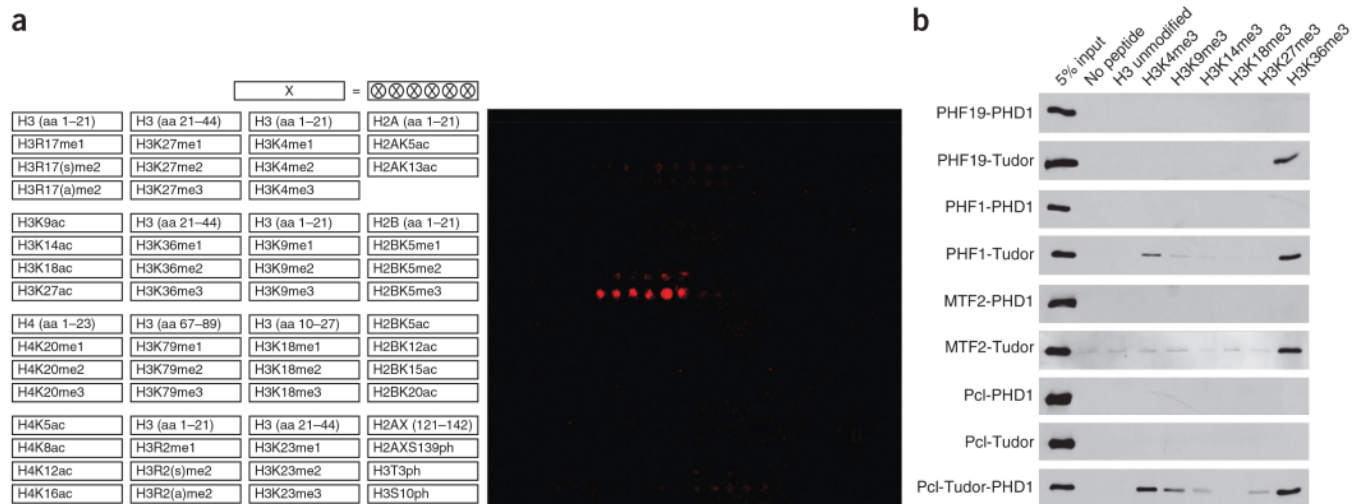 a
X = ⓧⓧⓧⓧⓧⓧ
H3 (aa 1–21) H3 (aa 21–44) H3 (aa 1–21) H2A (aa 1–21)
H3R17me1 H3K27me1 H3K4me1 H2AK5ac
H3R17(s)me2 H3K27me2 H3K4me2 H2AK13ac
H3R17(a)me2 H3K27me3 H3K4me3
H3K9ac H3 (aa 21–44) H3 (aa 1–21) H2B (aa 1–21)
H3K14ac H3K36me1 H3K9me1 H2BK5me1
H3K18ac H3K36me2 H3K9me2 H2BK5me2
H3K27ac H3K36me3 H3K9me3 H2BK5me3
H4 (aa 1–23) H3 (aa 67–89) H3 (aa 10–27) H2BK5ac
H4K20me1 H3K79me1 H3K18me1 H2BK12ac
H4K20me2 H3K79me2 H3K18me2 H2BK15ac
H4K20me3 H3K79me3 H3K18me3 H2BK20ac
H4K5ac H3 (aa 1–21) H3 (aa 21–44) H2AX (121–142)
H4K8ac H3R2me1 H3K23me1 H2AXS139ph
H4K12ac H3R2(s)me2 H3K23me2 H3T3ph
H4K16ac H3R2(a)me2 H3K23me3 H3S10ph
b
5% input
No peptide
H3 unmodified
H3K4me3
H3K9me3
H3K14me3
H3K18me3
H3K27me3
H3K36me3
PHF19-PHD1
PHF19-Tudor
PHF1-PHD1
PHF1-Tudor
MTF2-PHD1
MTF2-Tudor
Pcl-PHD1
Pcl-Tudor
Pcl-Tudor-PHD1